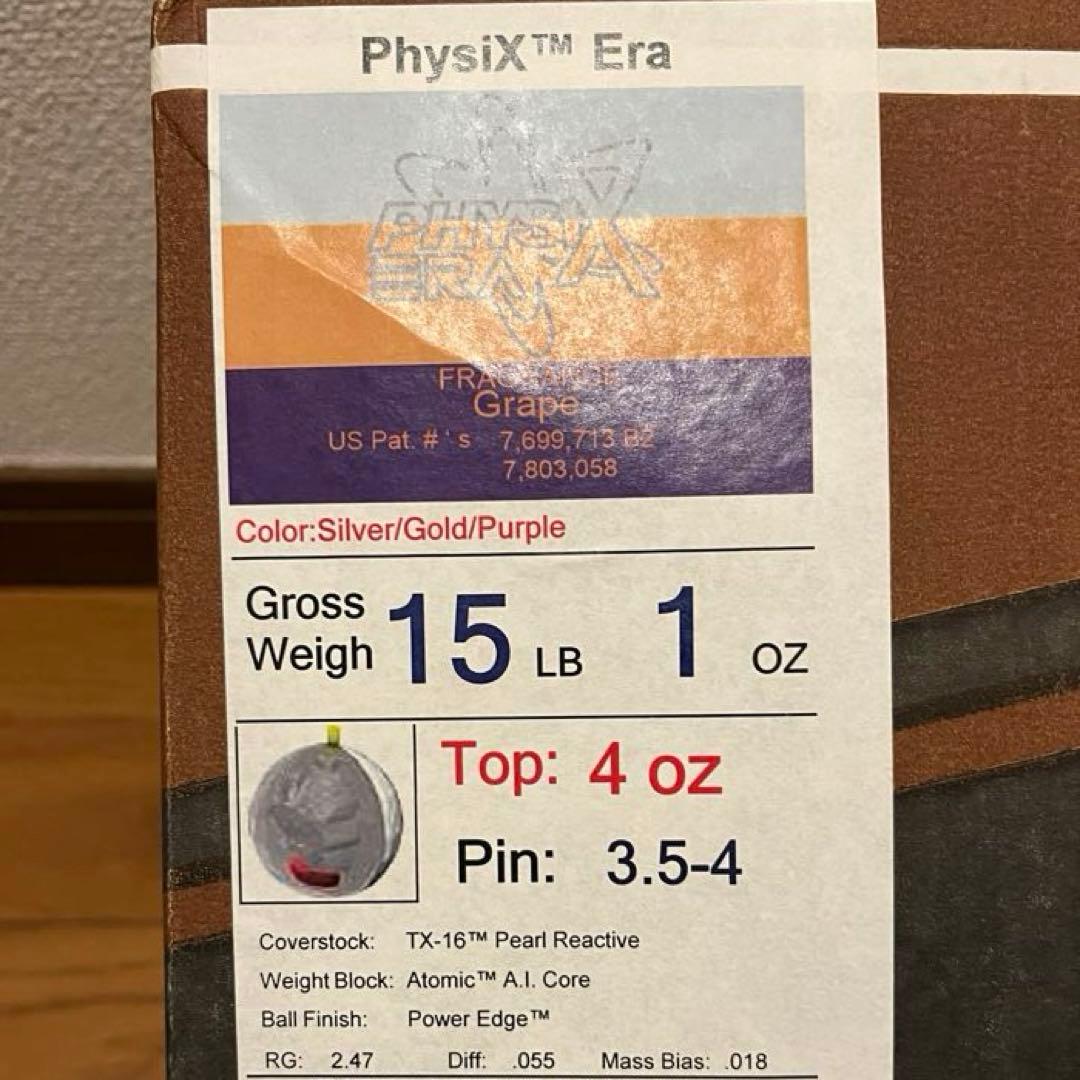 PhysiX™ Era
PHYSIX
ERA
FRAGRANCE
Grape
US Pat. # ' s 7,699,713 B2
7,803,058
Color:Silver/Gold/Purple
Gross
Weigh 15 LB 1 OZ
Top: 4 oz
Pin: 3.5-4
Coverstock: TX-16™ Pearl Reactive
Weight Block: Atomic™ A.I. Core
Ball Finish: Power Edge™
RG: 2.47 Diff: .055 Mass Bias: .018